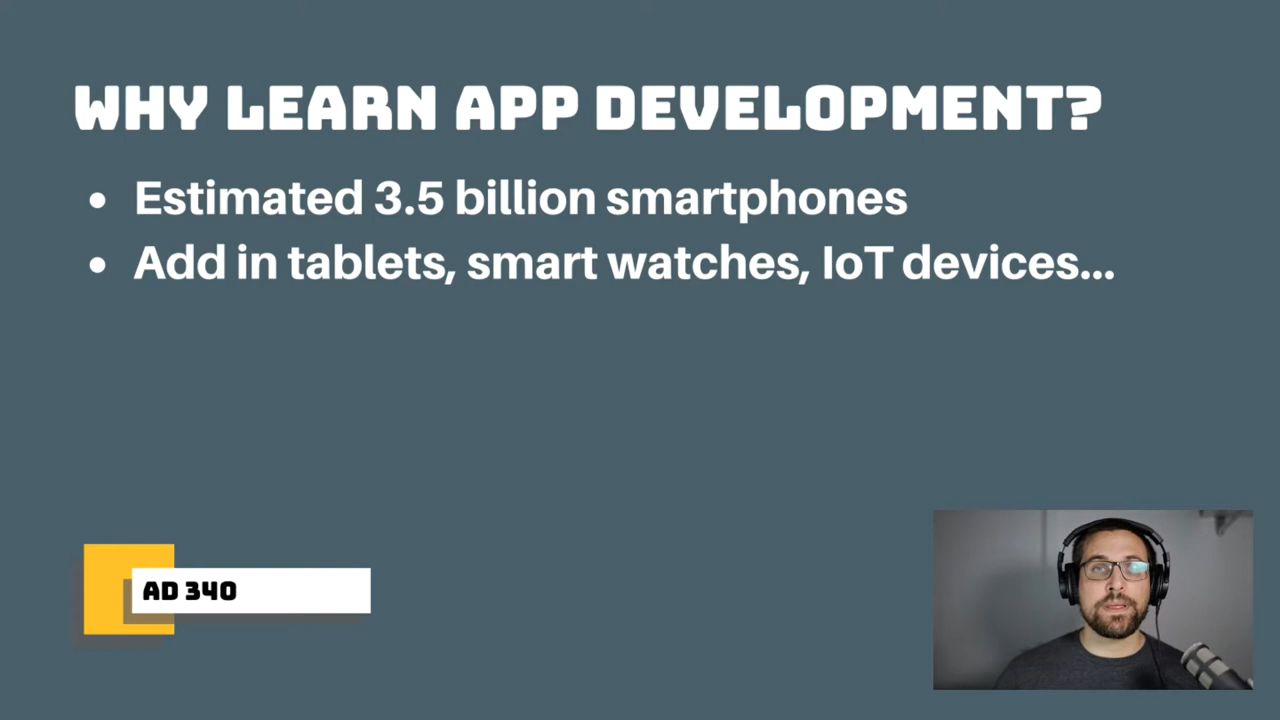 WHY LEARN APP DEVELOPMENT?
• Estimated 3.5 billion smartphones
• Add in tablets, smart watches, IoT devices...
AD 340